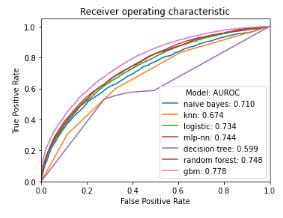 Receiver operating characteristic
1.0
0.8
0.6
0.4
0.2
0.0
True Positive Rate
Model: AUROC
naive bayes: 0.710
knn: 0.674
logistic: 0.734
mlp-nn: 0.744
decision tree: 0.599
random forest: 0.748
gbm: 0.778
0.0 0.2 0.4 0.6 0.8 1.0
False Positive Rate